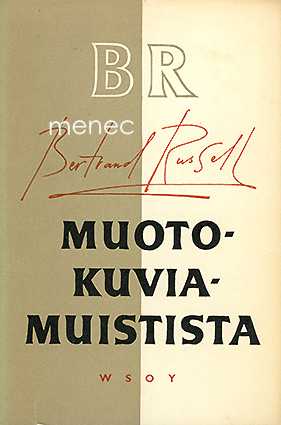 BR
menec
Bertrand Russell
MUOTO-
KUVIA-
MUISTISTA
WSOY